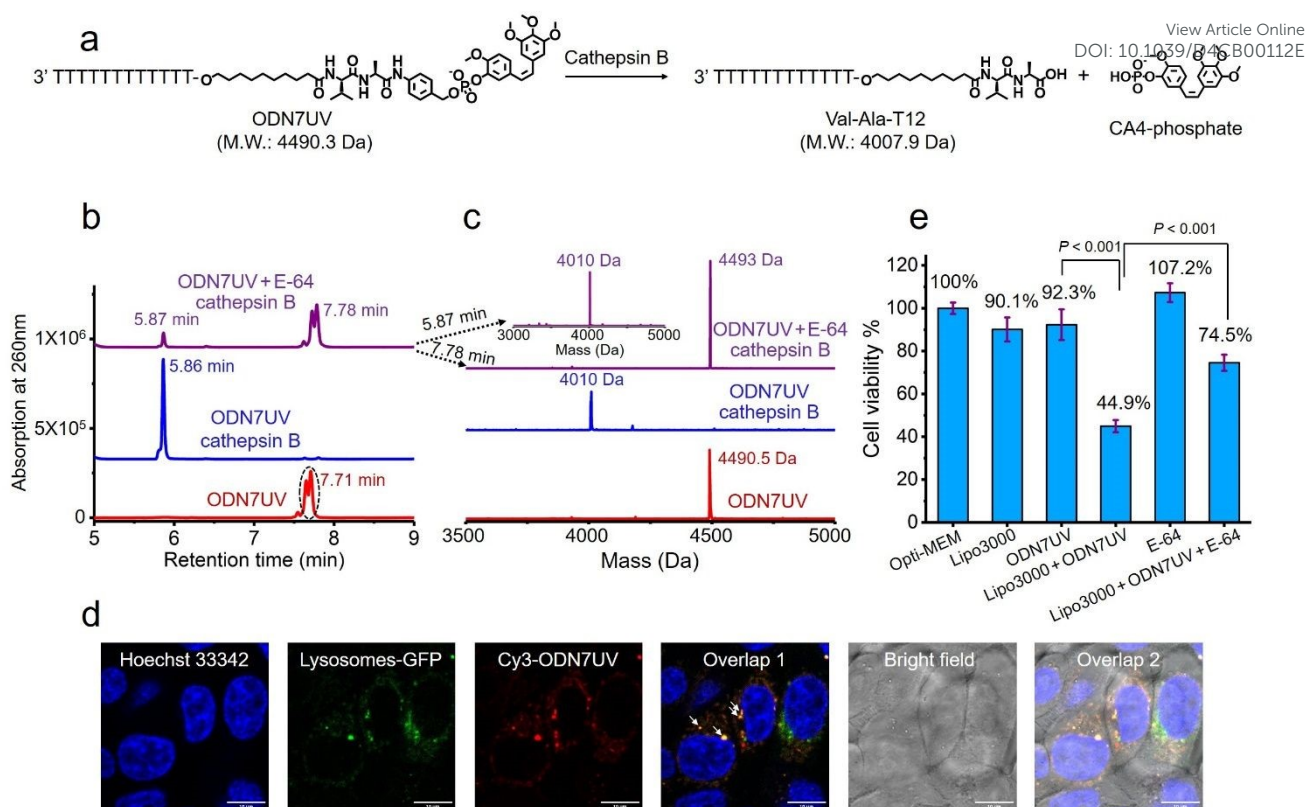 View Article Online
DOI: 10.1039/D4CB00112E
a
3' TTTTTTTTTTTT
Cathepsin B
3' TTTTTTTTTTTT
+
ODN7UV
(M.W.: 4490.3 Da)
Val-Ala-T12
(M.W.: 4007.9 Da)
CA4-phosphate
b
Absorption at 260nm
1X10⁶
5X10⁵
0
ODN7UV + E-64
cathepsin B
5.87 min
7.78 min
5.86 min
ODN7UV
cathepsin B
7.71 min
ODN7UV
5 6 7 8 9
Retention time (min)
5.87 min
7.78 min
c
4010 Da
4493 Da
3000 4000 5000
Mass (Da)
ODN7UV + E-64
cathepsin B
4010 Da
ODN7UV
cathepsin B
4490.5 Da
ODN7UV
3500 4000 4500 5000
Mass (Da)
e
P < 0.001
P < 0.001
Cell viability %
120
100
80
60
40
20
0
100%
90.1%
92.3%
44.9%
107.2%
74.5%
Opti-MEM
Lipo3000
ODN7UV
Lipo3000 + ODN7UV
E-64
Lipo3000 + ODN7UV + E-64
d
Hoechst 33342
Lysosomes-GFP
Cy3-ODN7UV
Overlap 1
Bright field
Overlap 2